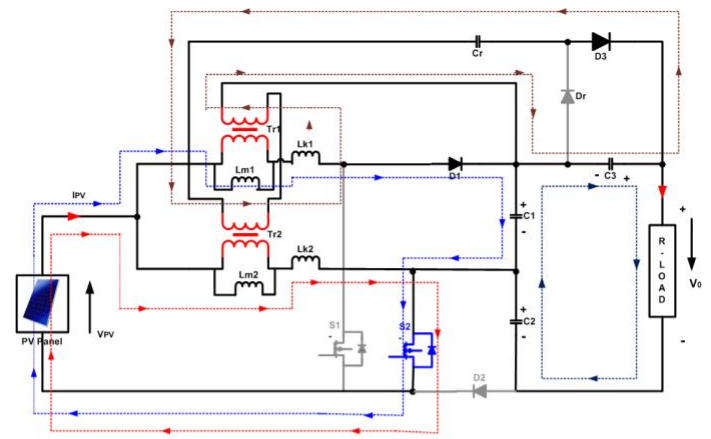 Cr
D3
Dr
Tr1
Lk1
Lm1
D1
- C3 +
IPV
+
C1
-
Tr2
Lk2
Lm2
+
C2
-
+
R-LOAD
V0
-
PV Panel
VPV
S1
-
S2
-
D2